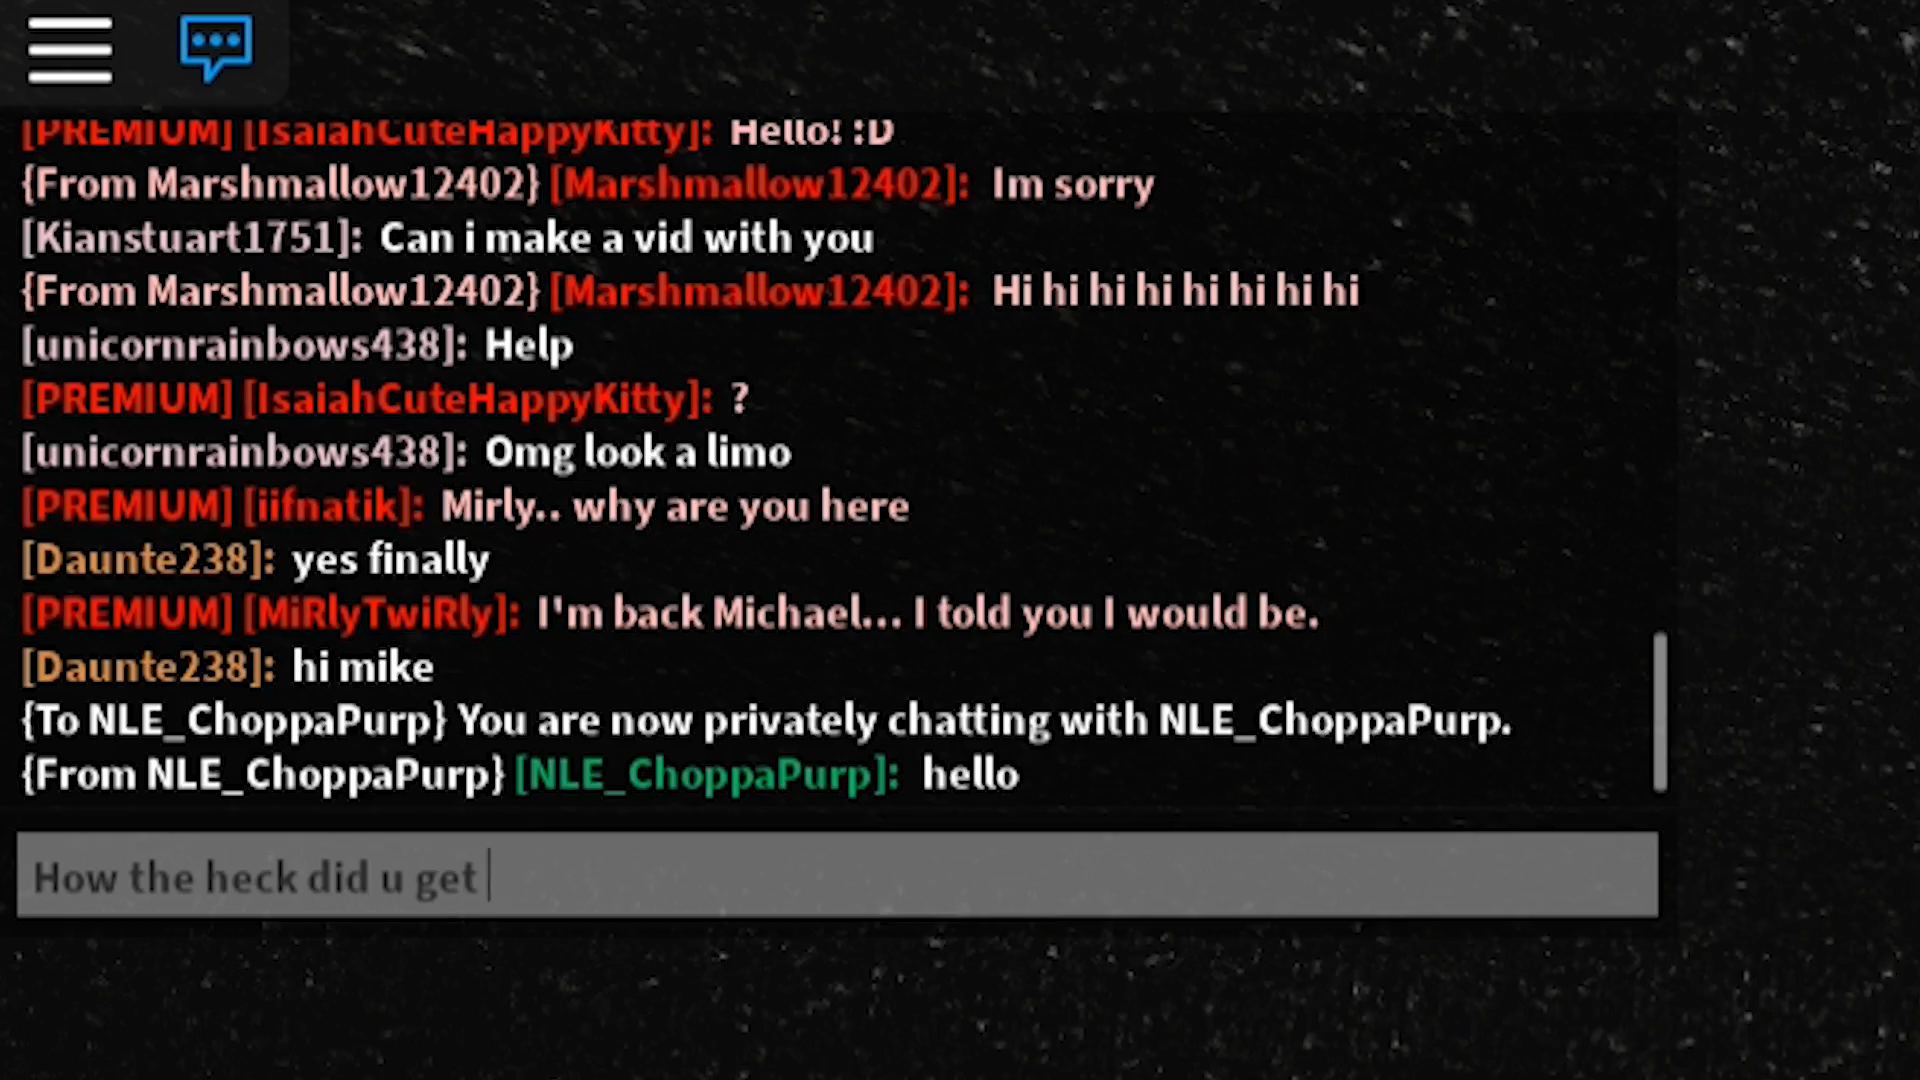 [PREMIUM] [IsaiahCuteHappyKitty]: Hello! :D
{From Marshmallow12402} [Marshmallow12402]: Im sorry
[Kianstuart1751]: Can i make a vid with you
{From Marshmallow12402} [Marshmallow12402]: Hi hi hi hi hi hi hi hi
[unicornrainbows438]: Help
[PREMIUM] [IsaiahCuteHappyKitty]: ?
[unicornrainbows438]: Omg look a limo
[PREMIUM] [iifnatik]: Mirly.. why are you here
[Daunte238]: yes finally
[PREMIUM] [MiRlyTwiRly]: I'm back Michael... I told you I would be.
[Daunte238]: hi mike
{To NLE_ChoppaPurp} You are now privately chatting with NLE_ChoppaPurp.
{From NLE_ChoppaPurp} [NLE_ChoppaPurp]: hello
How the heck did u get